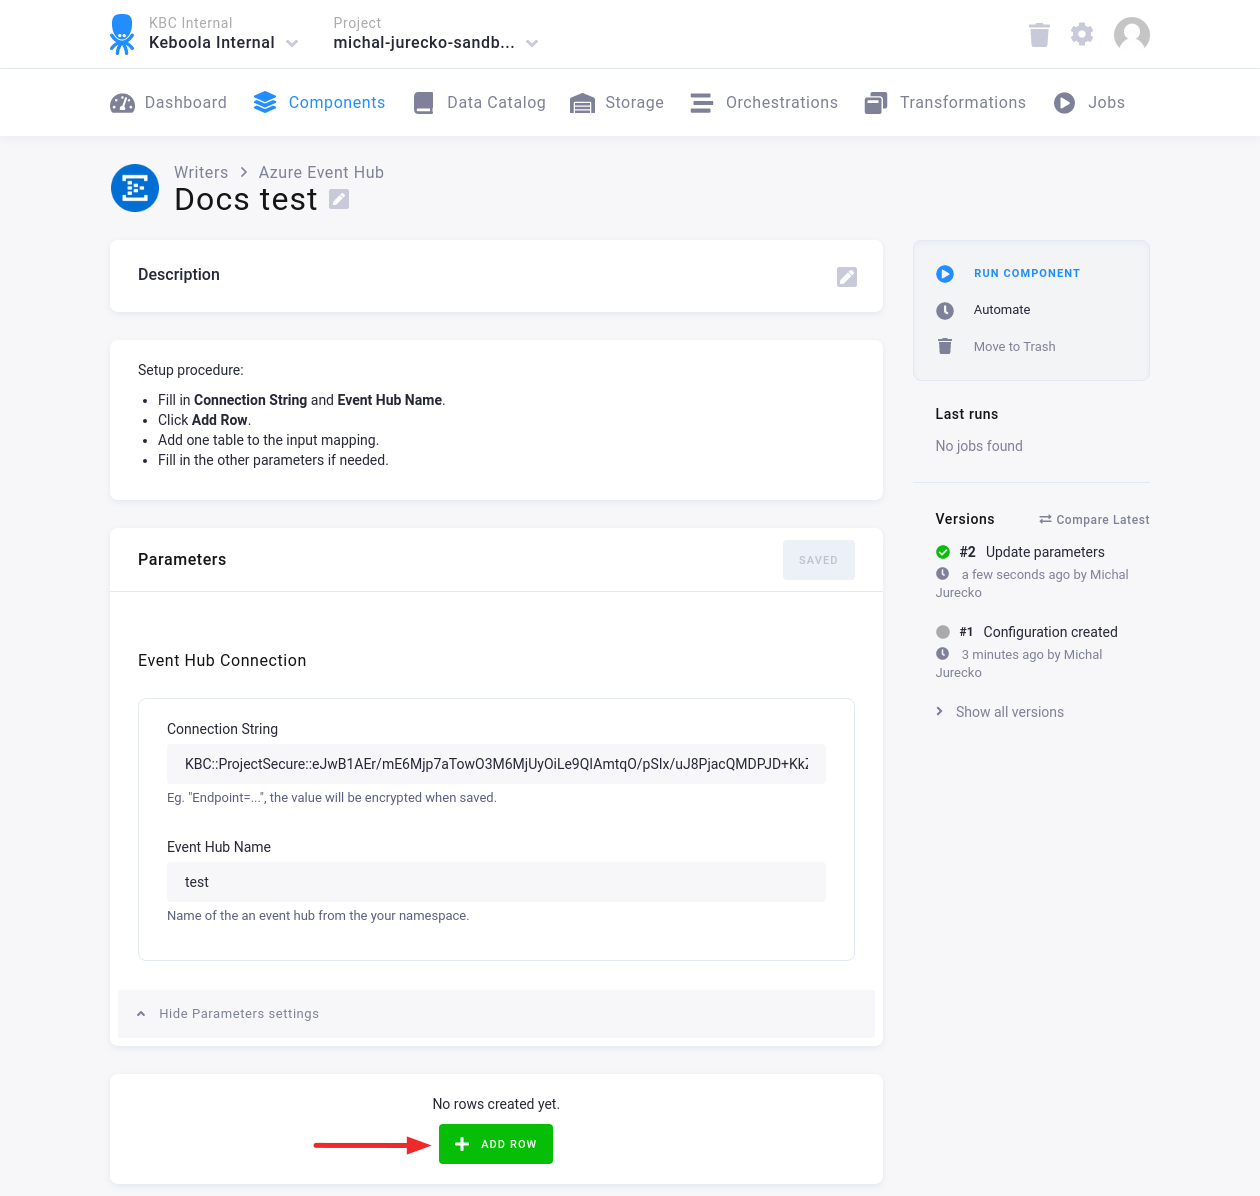 KBC Internal
Keboola Internal
Project
michal-jurecko-sandb...
Dashboard
Components
Data Catalog
Storage
Orchestrations
Transformations
Jobs
Writers
Azure Event Hub
Docs test
Description
Setup procedure:
Fill in Connection String and Event Hub Name.
Click Add Row.
Add one table to the input mapping.
Fill in the other parameters if needed.
Parameters
SAVED
Event Hub Connection
Connection String
KBC::ProjectSecure::eJwB1AEr/mE6Mjp7aTowO3M6MjUyOiLe9QIAmtqO/pSIx/uJ8PjacQMDPJD+Kk
Eg. "Endpoint=...", the value will be encrypted when saved.
Event Hub Name
test
Name of the an event hub from the your namespace.
Hide Parameters settings
No rows created yet.
ADD ROW
RUN COMPONENT
Automate
Move to Trash
Last runs
No jobs found
Versions
Compare Latest
#2 Update parameters
a few seconds ago by Michal
Jurecko
#1 Configuration created
3 minutes ago by Michal
Jurecko
Show all versions